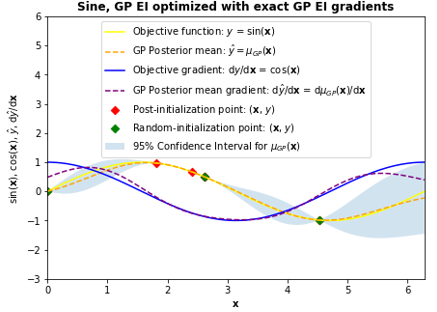 Sine, GP EI optimized with exact GP EI gradients
Objective function: y = sin(x)
GP Posterior mean: ŷ = μGP(x)
Objective gradient: dy/dx = cos(x)
GP Posterior mean gradient: dŷ/dx = dμGP(x)/dx
Post-initialization point: (x, y)
Random-initialization point: (x, y)
95% Confidence Interval for μGP(x)
sin(x), cos(x), ŷ, dŷ/dx
6
5
4
3
2
1
0
−1
−2
−3
0 1 2 3 4 5 6
x